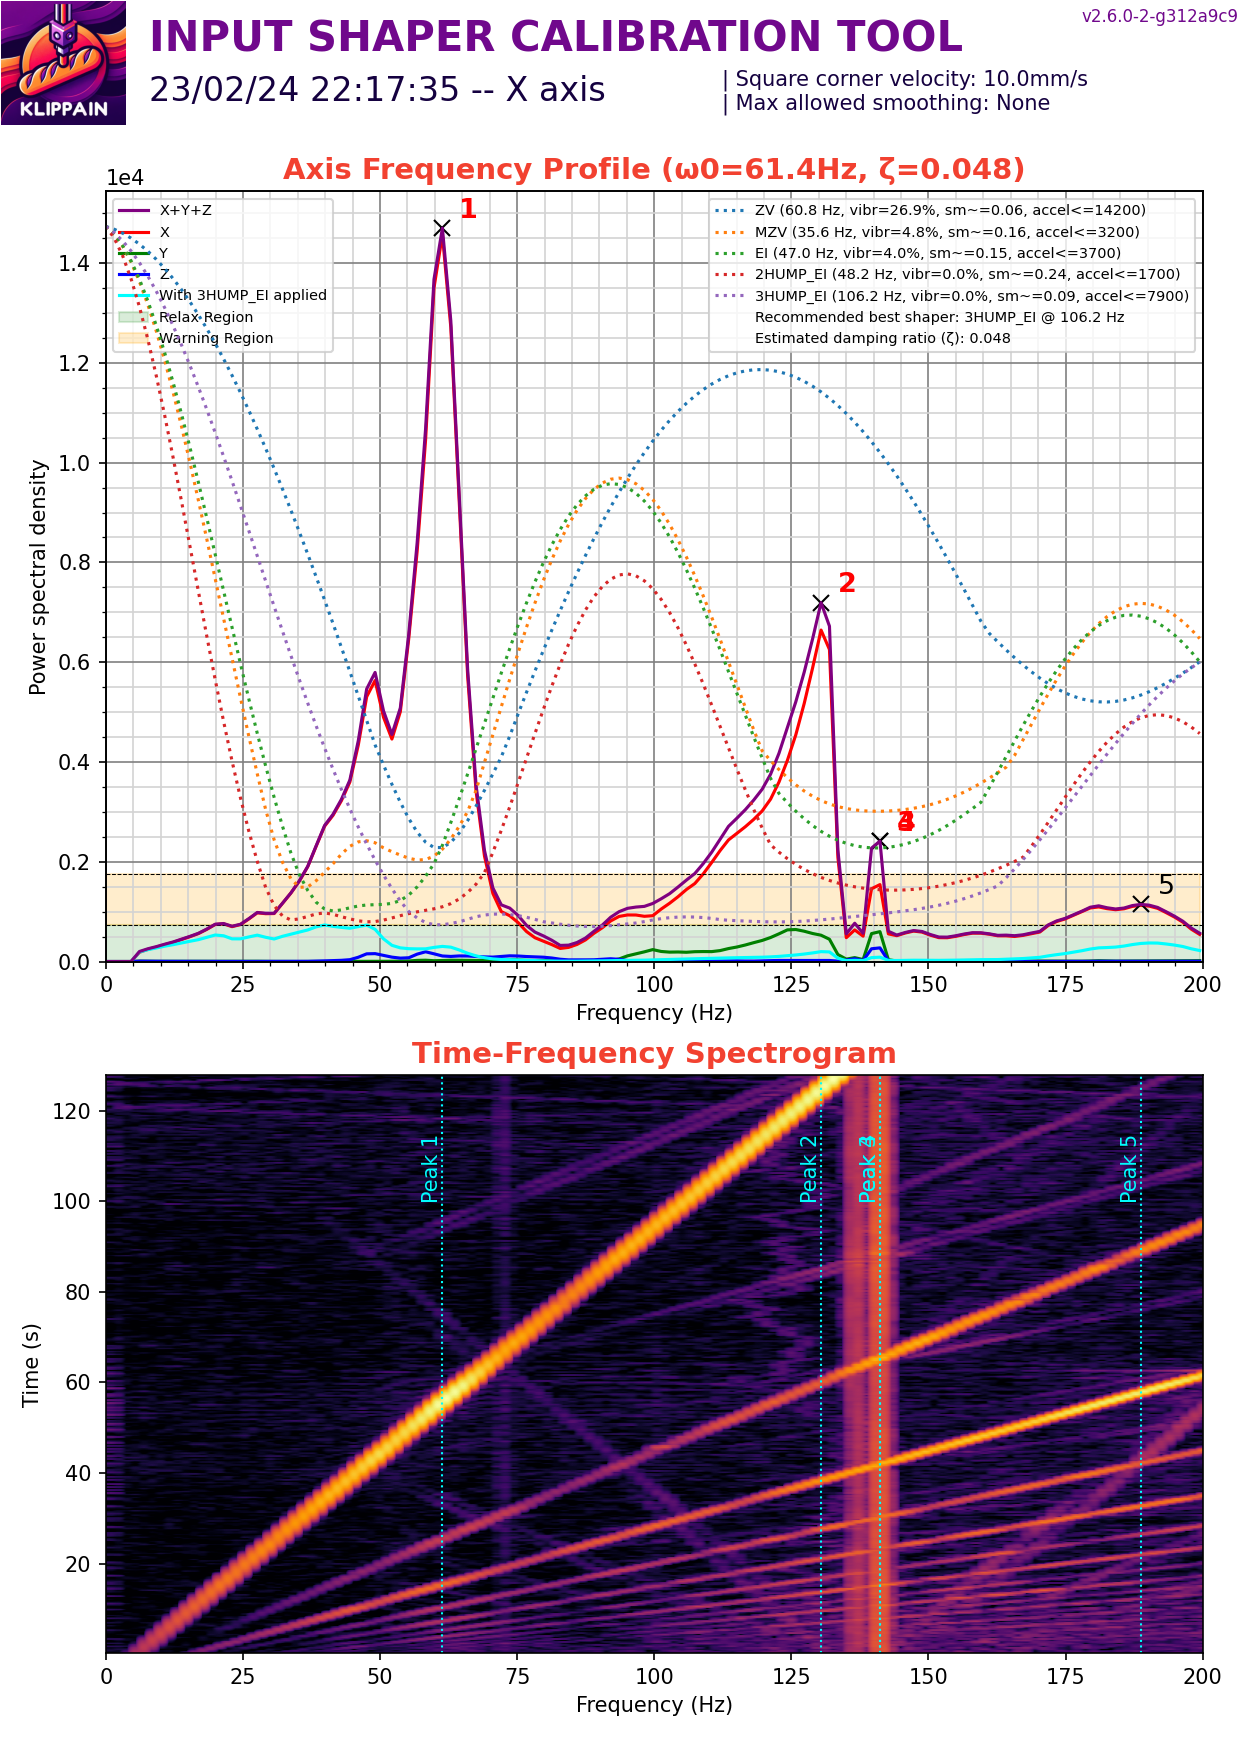 v2.6.0-2-g312a9c9
INPUT SHAPER CALIBRATION TOOL
23/02/24 22:17:35 -- X axis
| Square corner velocity: 10.0mm/s
| Max allowed smoothing: None
KLIPPAIN
Axis Frequency Profile (ω0=61.4Hz, ζ=0.048)
1e4
X+Y+Z
X
Y
Z
With 3HUMP_EI applied
Relax Region
Warning Region
ZV (60.8 Hz, vibr=26.9%, sm~=0.06, accel<=14200)
MZV (35.6 Hz, vibr=4.8%, sm~=0.16, accel<=3200)
EI (47.0 Hz, vibr=4.0%, sm~=0.15, accel<=3700)
2HUMP_EI (48.2 Hz, vibr=0.0%, sm~=0.24, accel<=1700)
3HUMP_EI (106.2 Hz, vibr=0.0%, sm~=0.09, accel<=7900)
Recommended best shaper: 3HUMP_EI @ 106.2 Hz
Estimated damping ratio (ζ): 0.048
1
2
5
Power spectral density
1.4
1.2
1.0
0.8
0.6
0.4
0.2
0.0
0 25 50 75 100 125 150 175 200
Frequency (Hz)
Time-Frequency Spectrogram
Time (s)
120
100
80
60
40
20
Peak 1
Peak 2
Peak
Peak 5
0 25 50 75 100 125 150 175 200
Frequency (Hz)